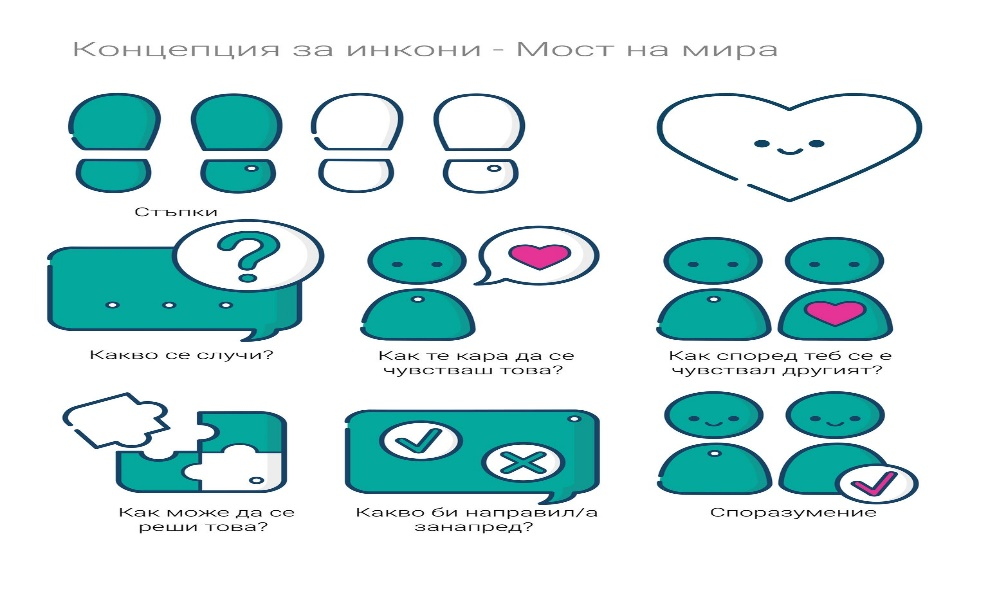 Концепция за инкони - Мост на мира
Стъпки
Какво се случи?
Как те кара да се
чувстваш това?
Как според теб се е
чувствал другият?
Как може да се
реши това?
Какво би направил/а
занапред?
Споразумение